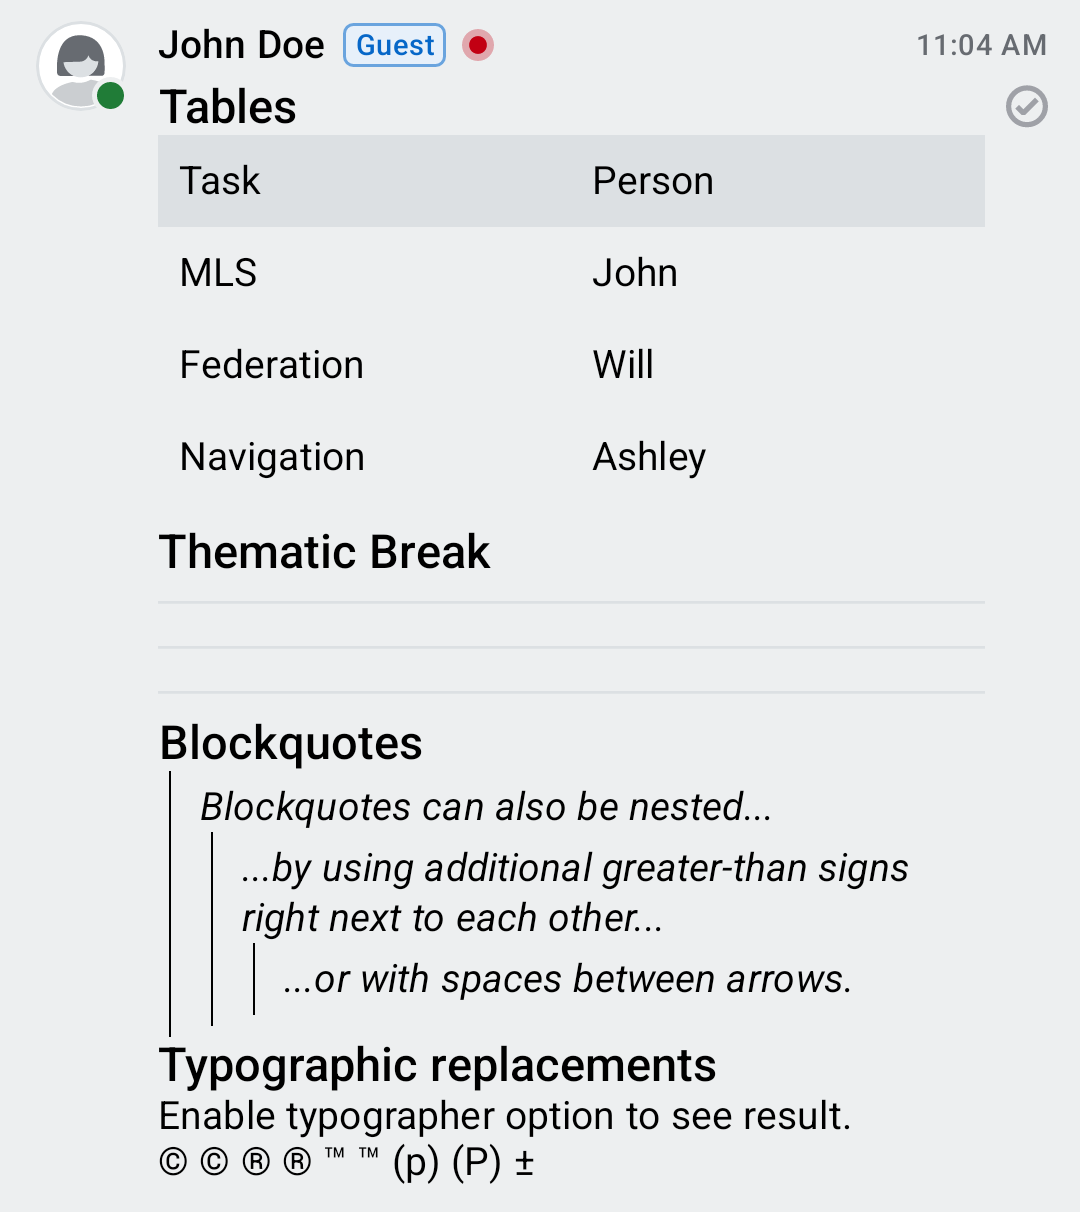 John Doe Guest 11:04 AM
Tables
Task Person
MLS John
Federation Will
Navigation Ashley
Thematic Break
Blockquotes
Blockquotes can also be nested...
...by using additional greater-than signs
right next to each other...
...or with spaces between arrows.
Typographic replacements
Enable typographer option to see result.
© © ® ® ™ ™ (p) (P) ±